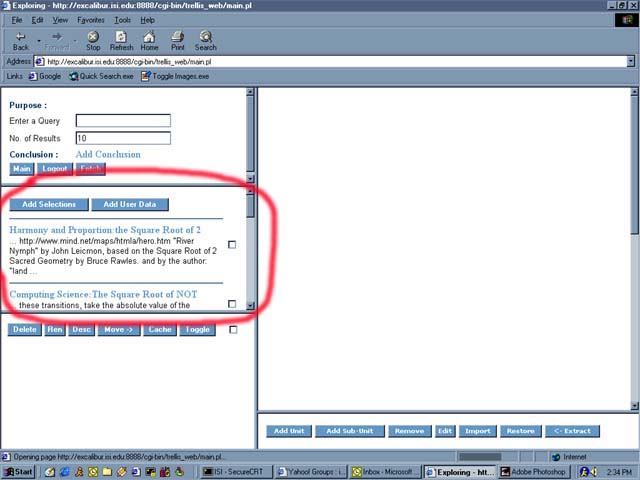 Exploring - http://excalibur.isi.edu:8888/cgi-bin/trellis_web/main.pl
File Edit View Favorites Tools Help
Back Forward Stop Refresh Home Print Search
Address http://excalibur.isi.edu:8888/cgi-bin/trellis_web/main.pl
Links Google Quick Search.exe Toggle Images.exe
Purpose :
Enter a Query
No. of Results 10
Conclusion : Add Conclusion
Main Logout Fetch
Add Selections Add User Data
Harmony and Proportion:the Square Root of 2
... http://www.mind.net/maps/htmla/hero.htm "River
Nymph" by John Leicmon, based on the Square Root of 2
Sacred Geometry by Bruce Rawles. and by the author:
"land ...
Computing Science:The Square Root of NOT
... these transitions, take the absolute value of the
Delete Ren Desc Move -> Cache Toggle
Add Unit Add Sub-Unit Remove Edit Import Restore <- Extract
Opening page http://excalibur.isi.edu:8888/cgi-bin/trellis_web/main.pl...
Internet
Start ISI - SecureCRT Yahoo! Groups : i... Inbox - Microsoft ... Exploring - htt... Adobe Photoshop 2:34 PM